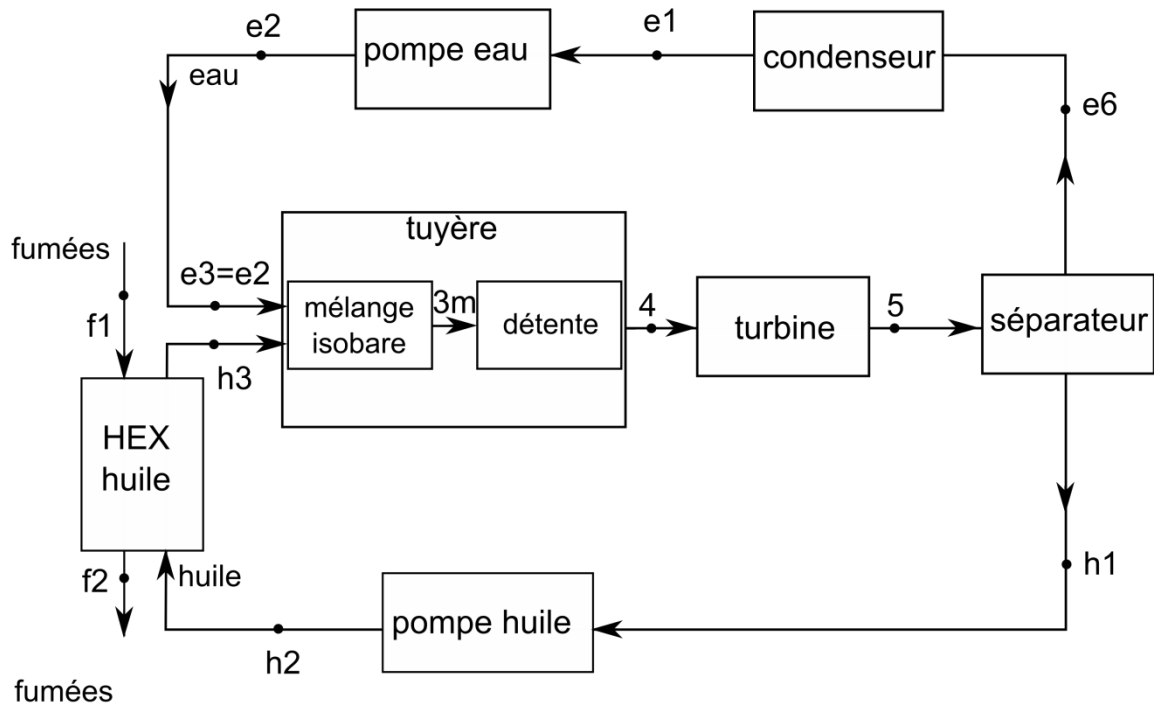 e2
pompe eau
e1
condenseur
eau
e6
tuyère
fumées
e3=e2
mélange
isobare
3m
détente
4
turbine
5
séparateur
f1
h3
HEX
huile
f2
huile
pompe huile
h1
h2
fumées